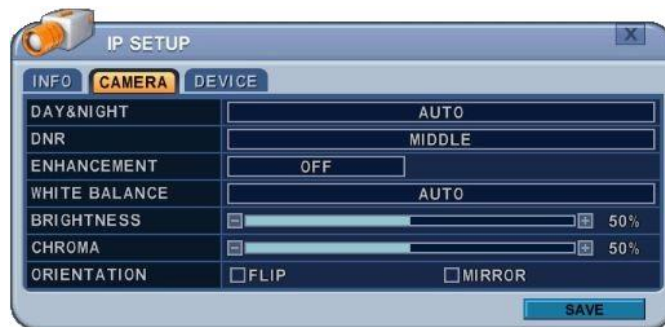 IP SETUP
X
INFO CAMERA DEVICE
DAY&NIGHT AUTO
DNR MIDDLE
ENHANCEMENT OFF
WHITE BALANCE AUTO
BRIGHTNESS 50%
CHROMA 50%
ORIENTATION FLIP MIRROR
SAVE